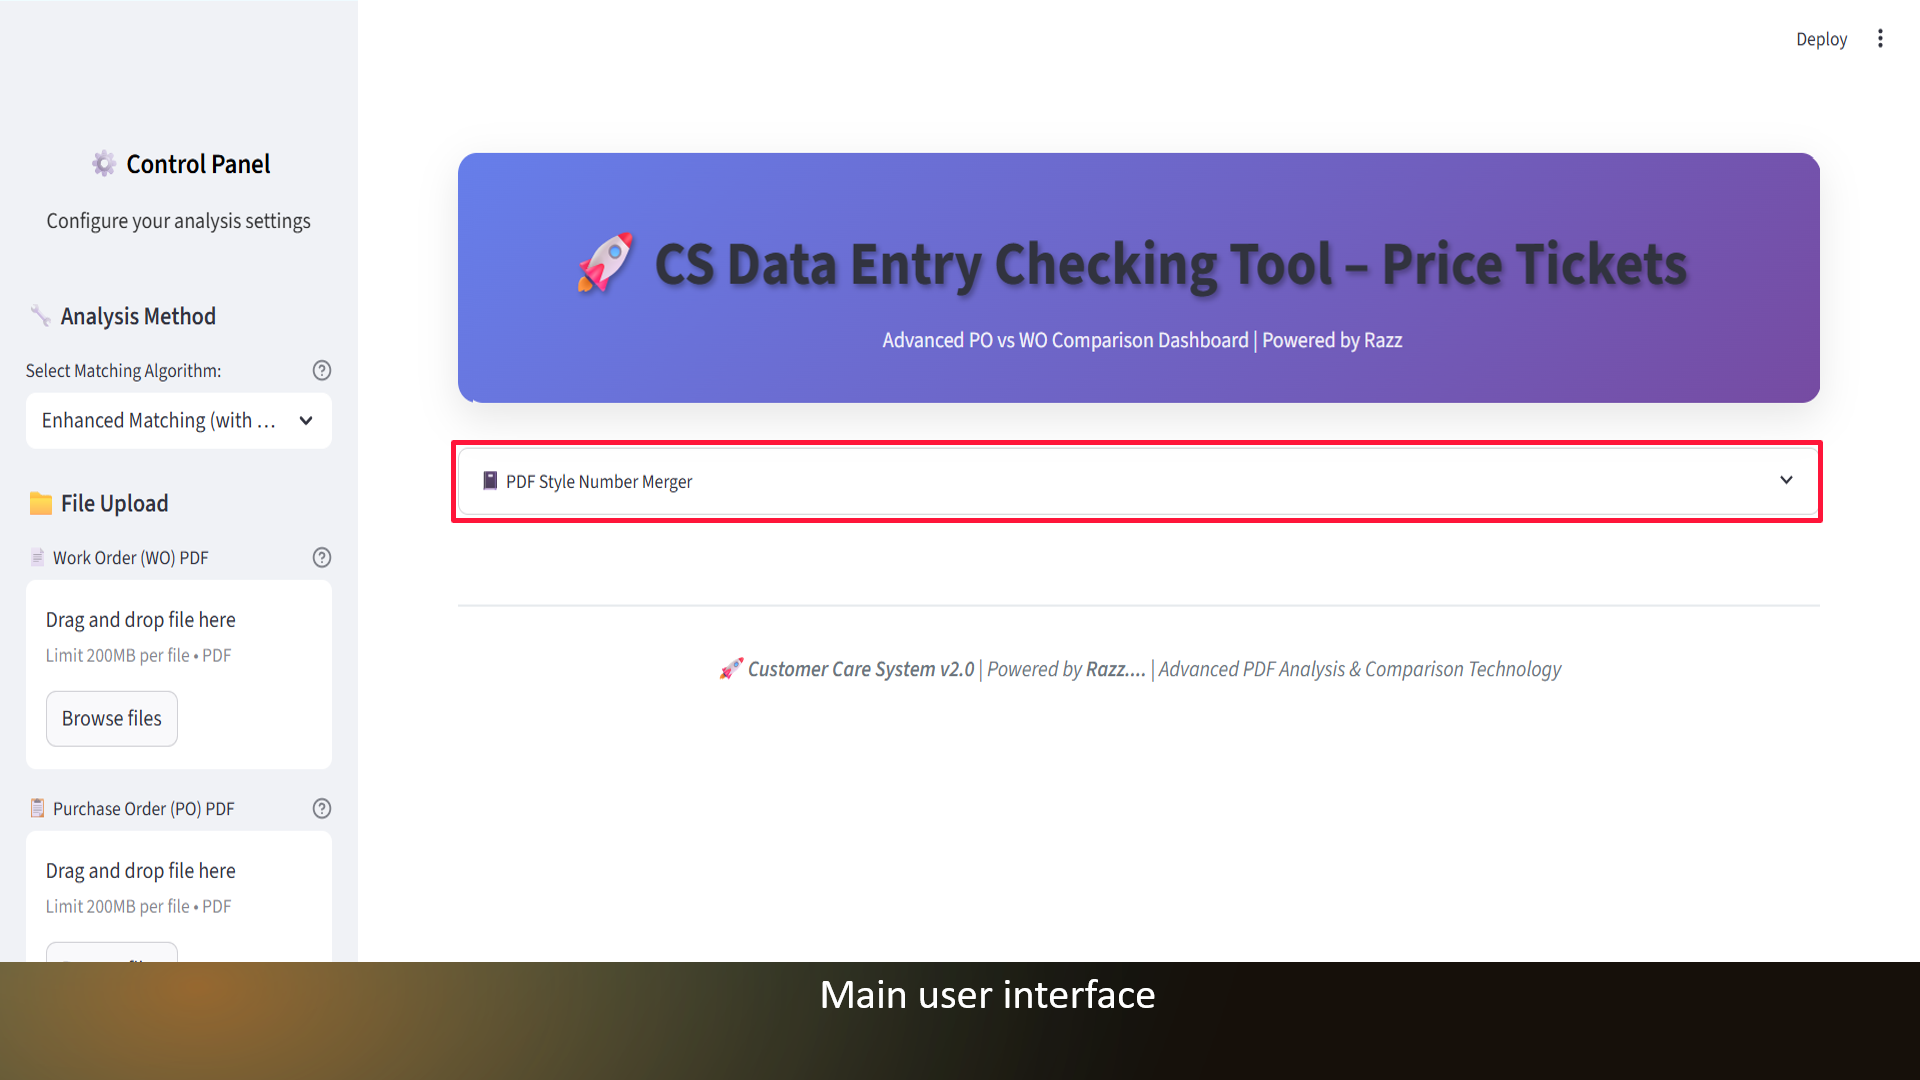 Deploy
Control Panel
Configure your analysis settings
Analysis Method
Select Matching Algorithm:
Enhanced Matching (with ...
File Upload
Work Order (WO) PDF
Drag and drop file here
Limit 200MB per file • PDF
Browse files
Purchase Order (PO) PDF
Drag and drop file here
Limit 200MB per file • PDF
CS Data Entry Checking Tool – Price Tickets
Advanced PO vs WO Comparison Dashboard | Powered by Razz
PDF Style Number Merger
Customer Care System v2.0 | Powered by Razz.... | Advanced PDF Analysis & Comparison Technology
Main user interface